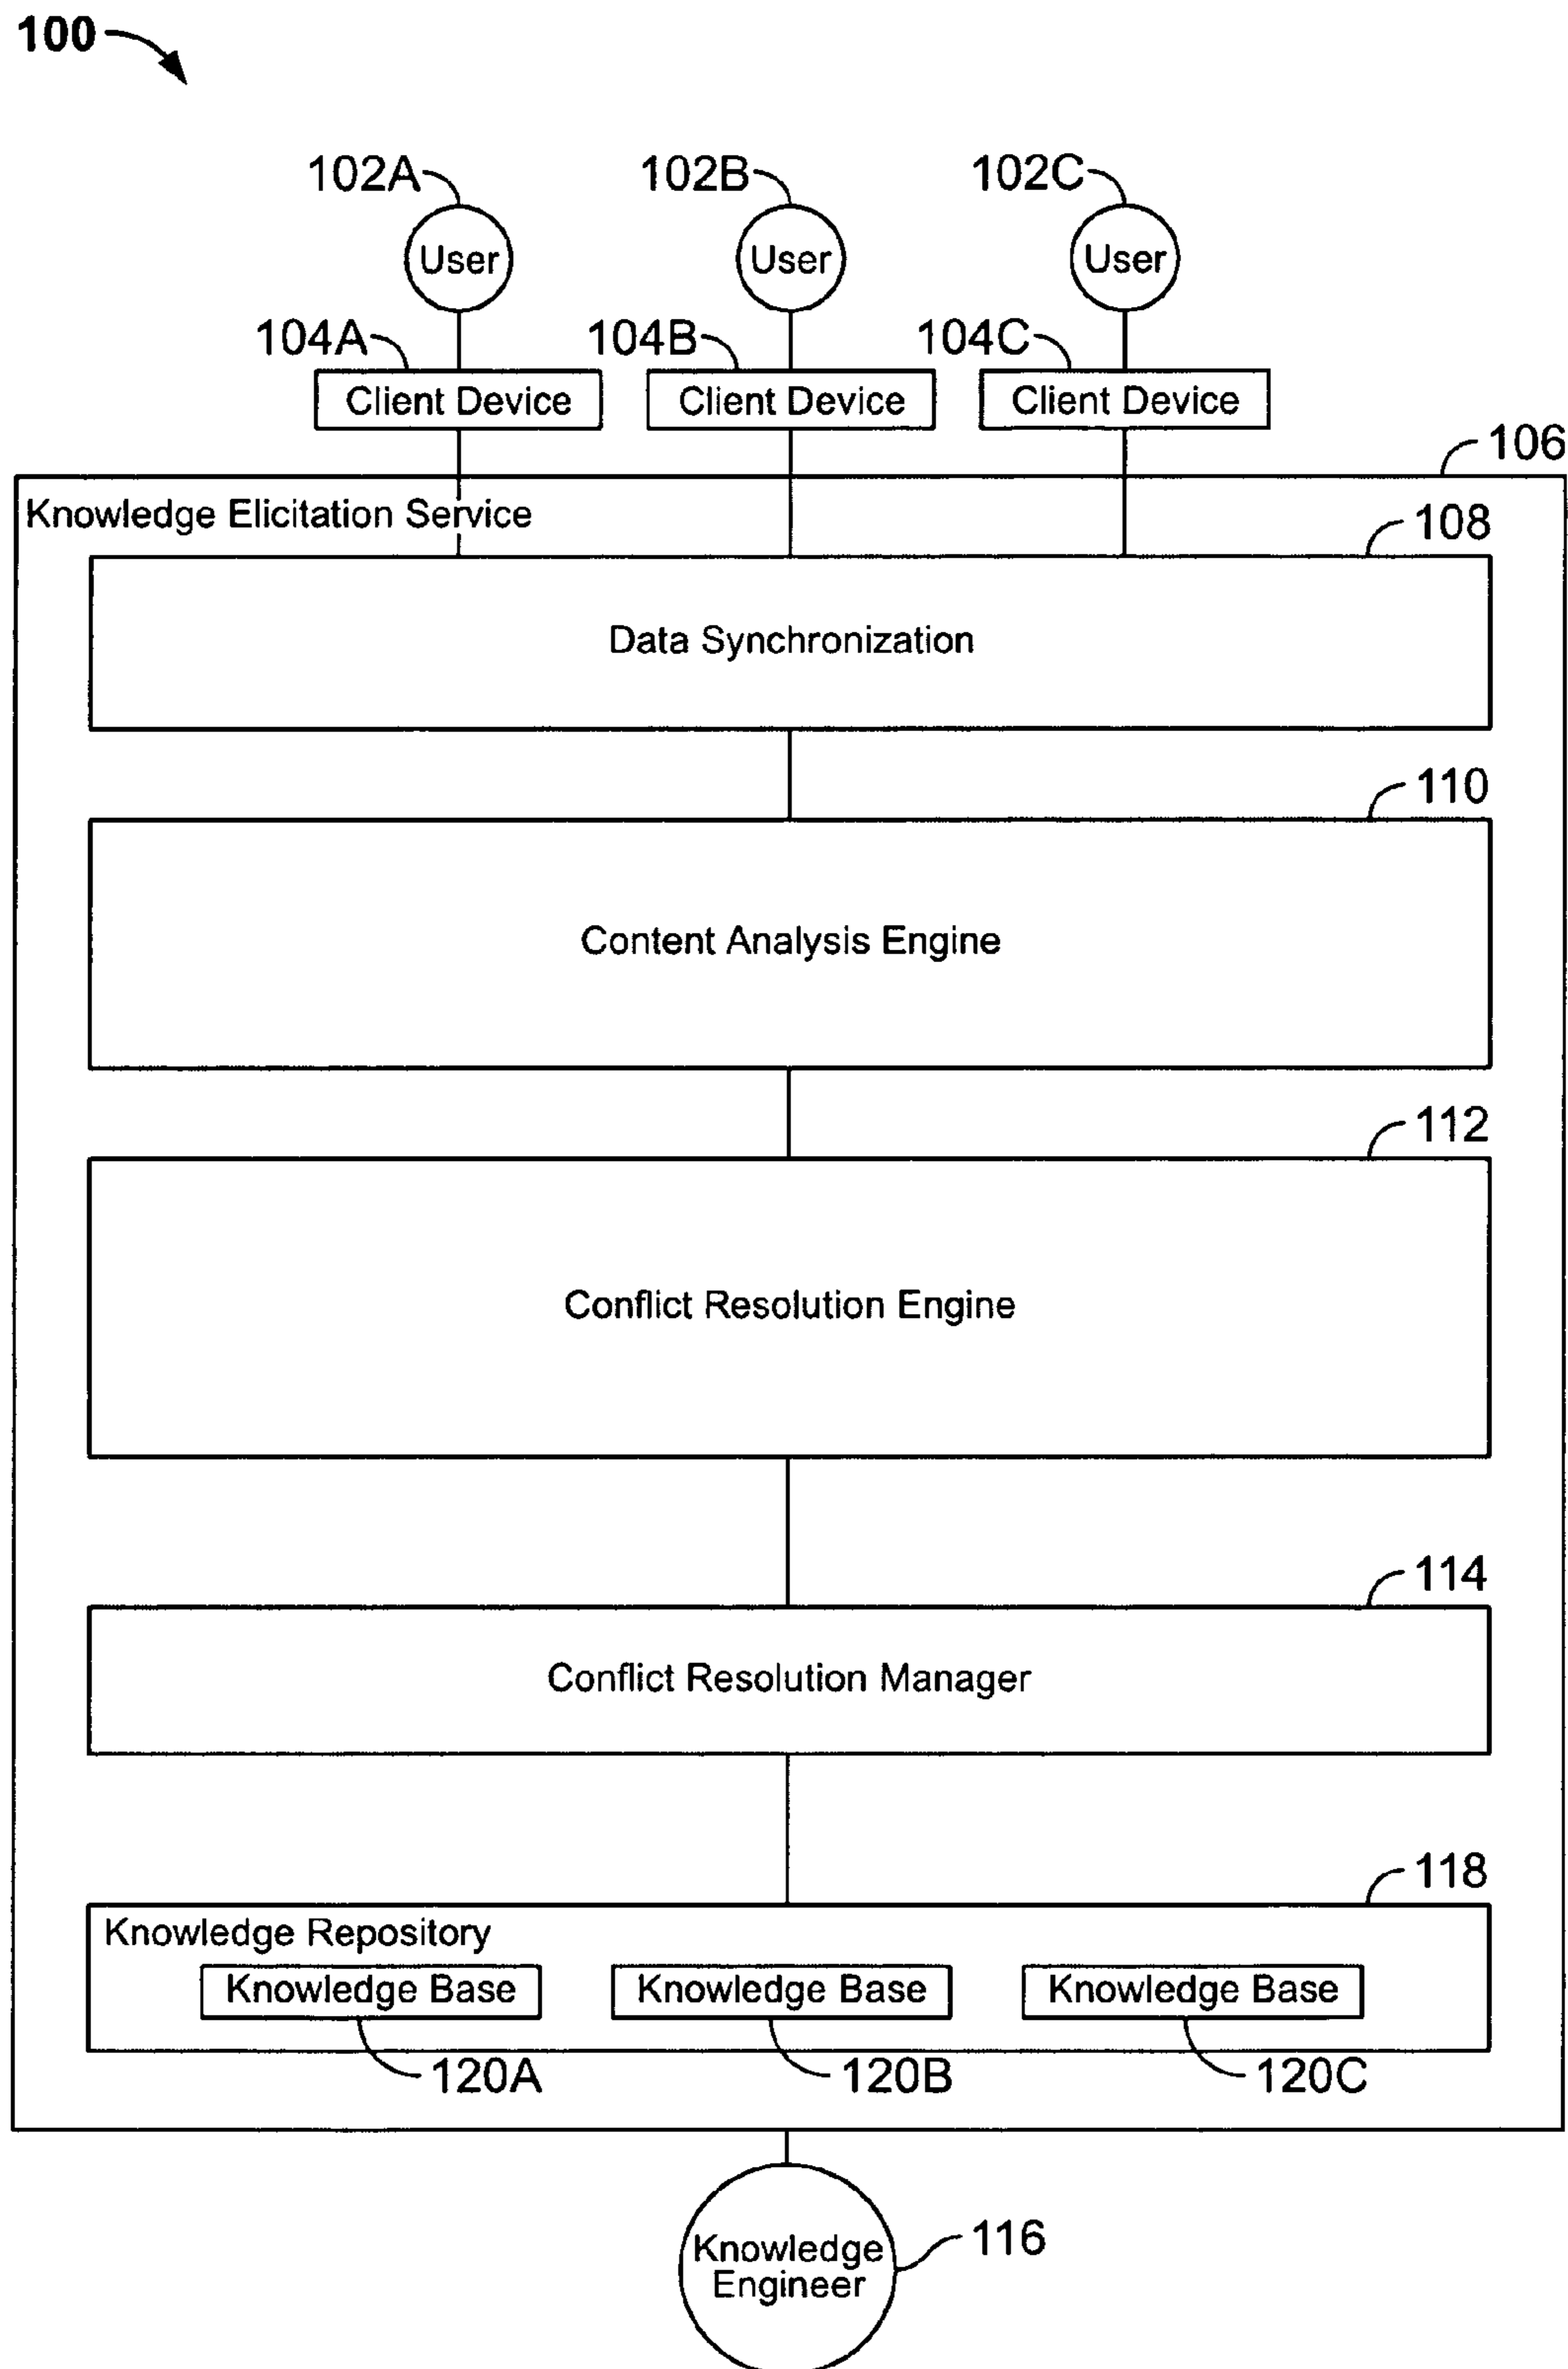 100
102A 102B 102C
User User User
104A 104B 104C
Client Device Client Device Client Device
106
Knowledge Elicitation Service
108
Data Synchronization
110
Content Analysis Engine
112
Conflict Resolution Engine
114
Conflict Resolution Manager
118
Knowledge Repository
Knowledge Base Knowledge Base Knowledge Base
120A 120B 120C
116
Knowledge
Engineer